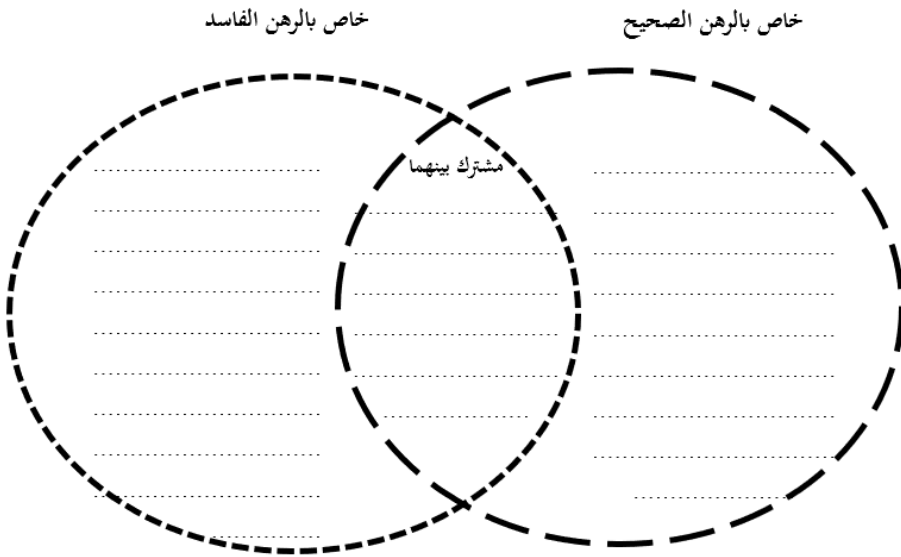 خاص بالرهن الصحيح
خاص بالرهن الفاسد
مشترك بينهما